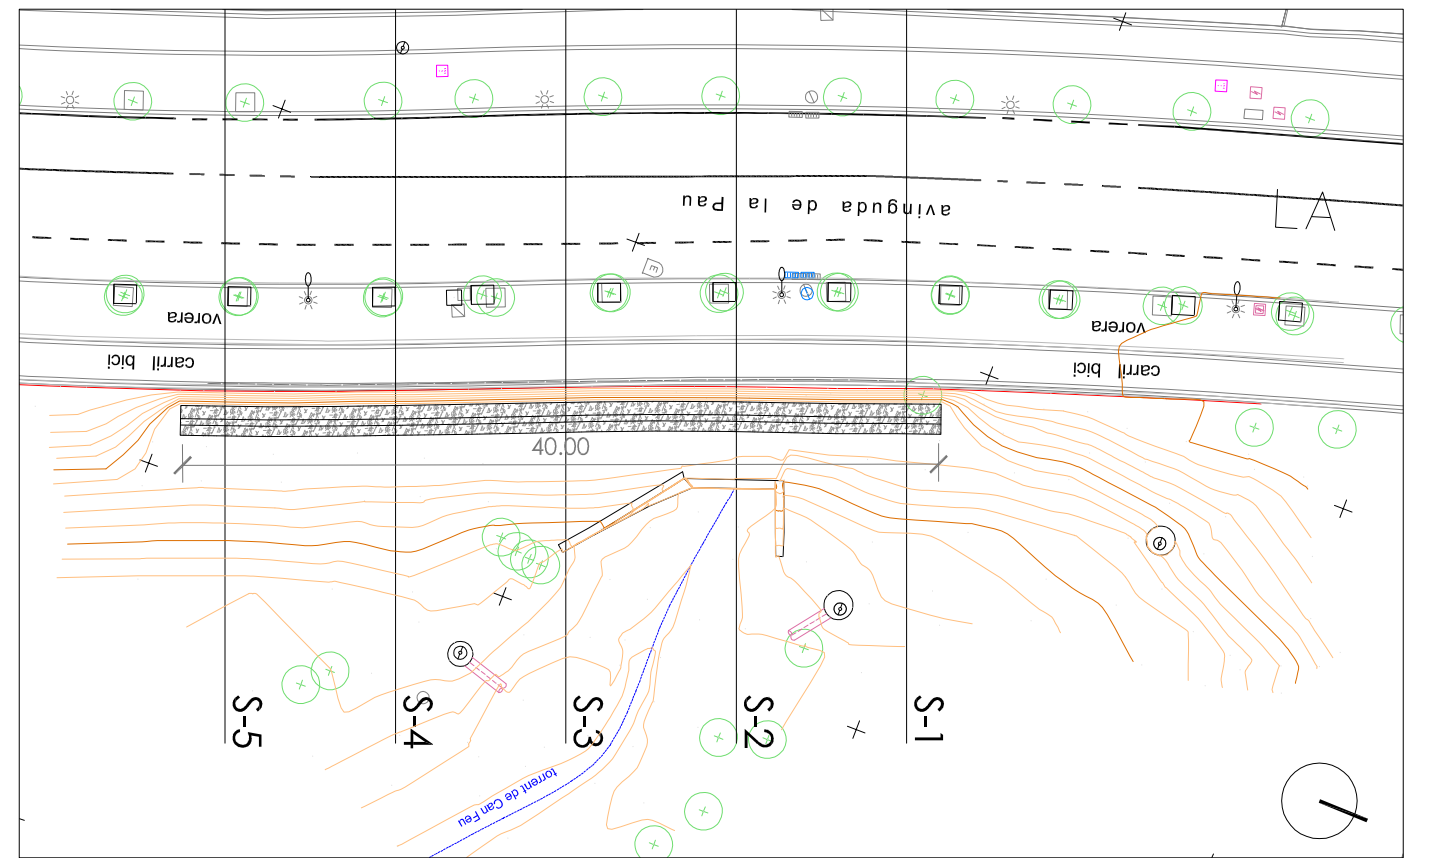 avinguda de la Pau
LA
E
vorera
vorera
carril bici
carril bici
40.00
S-5
S-4
S-3
S-2
S-1
torrent de Can Feu